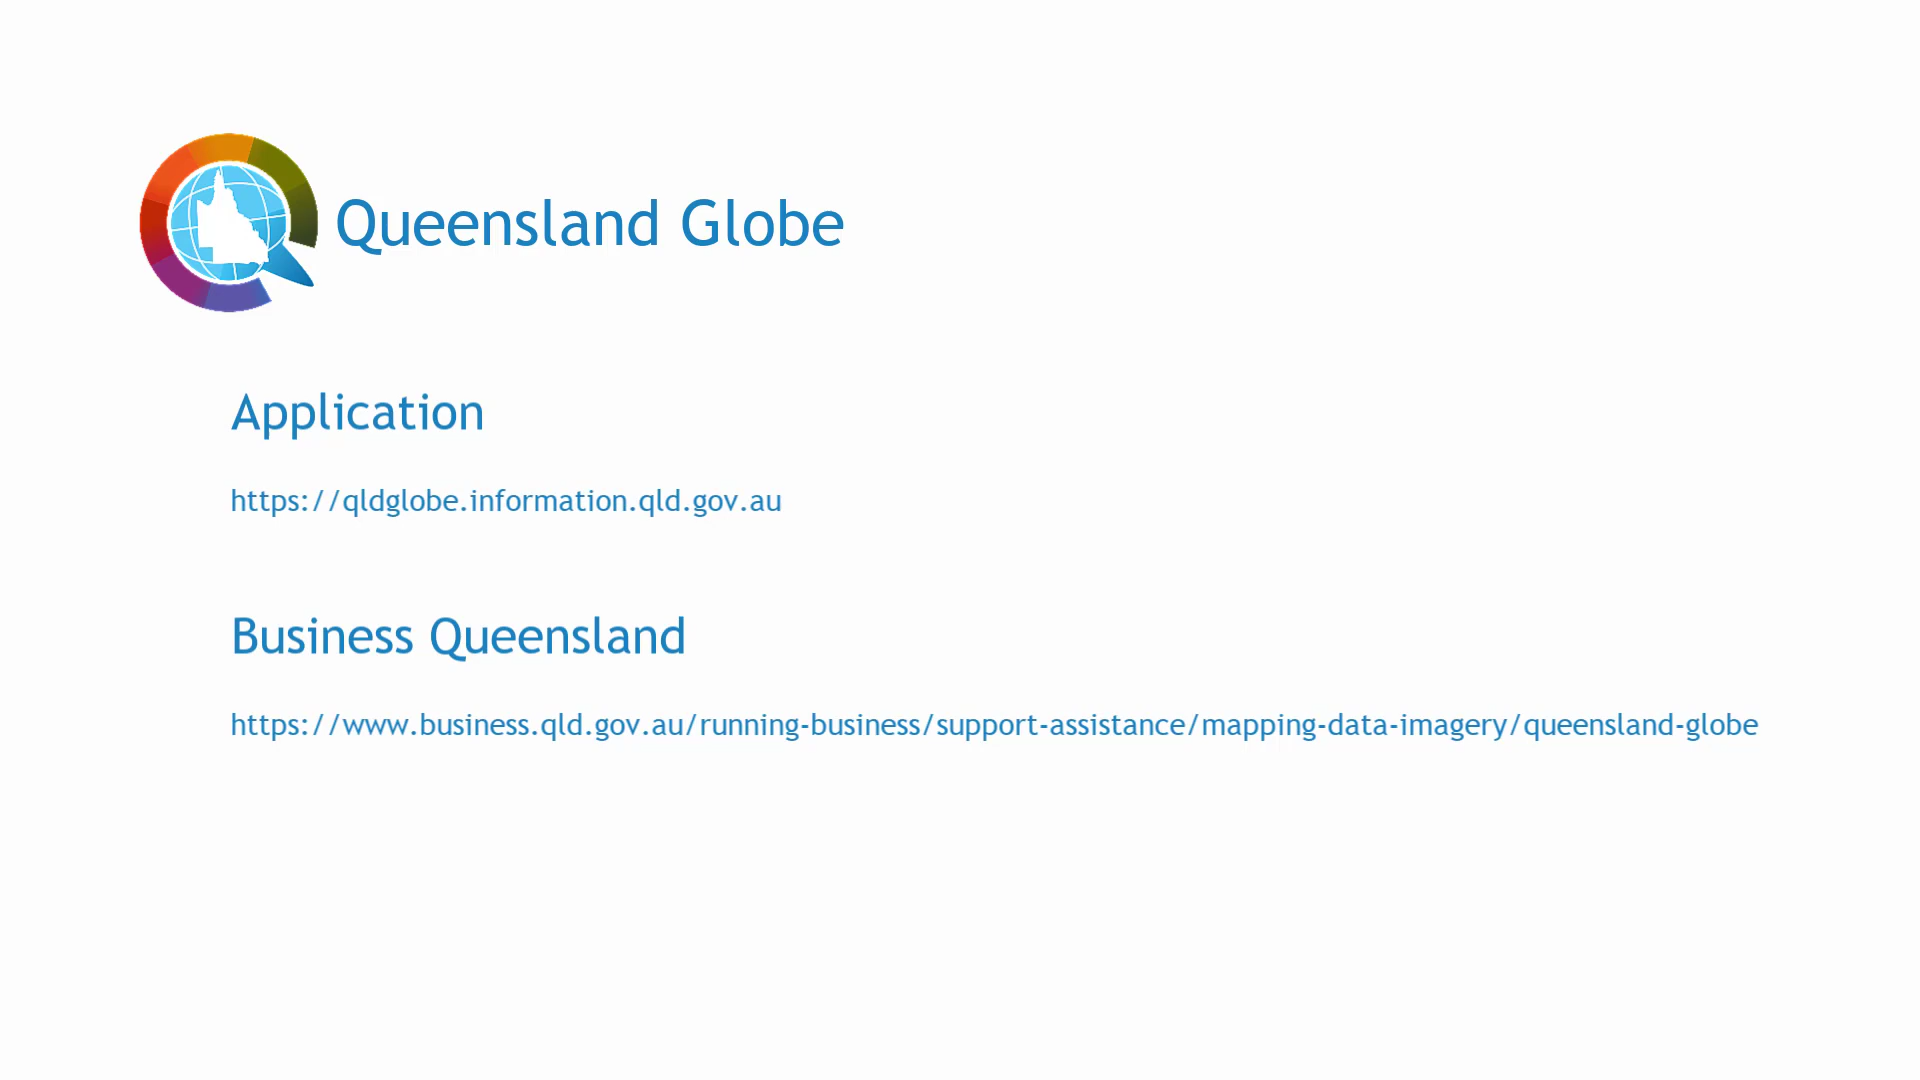 Queensland Globe
Application
https://qldglobe.information.qld.gov.au
Business Queensland
https://www.business.qld.gov.au/running-business/support-assistance/mapping-data-imagery/queensland-globe